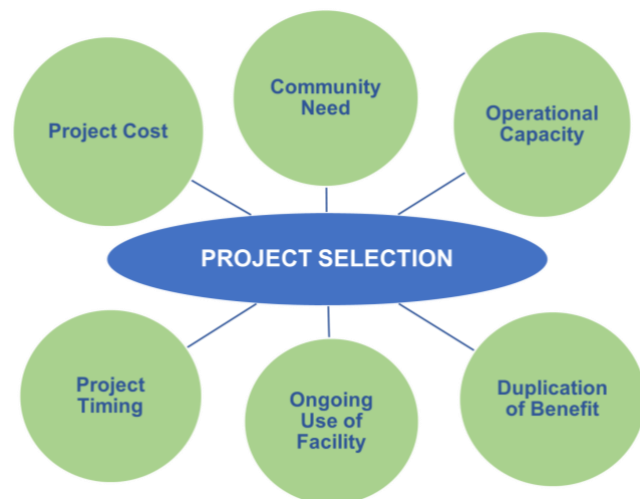 Project Cost
Community
Need
Operational
Capacity
PROJECT SELECTION
Project
Timing
Ongoing
Use of
Facility
Duplication
of Benefit